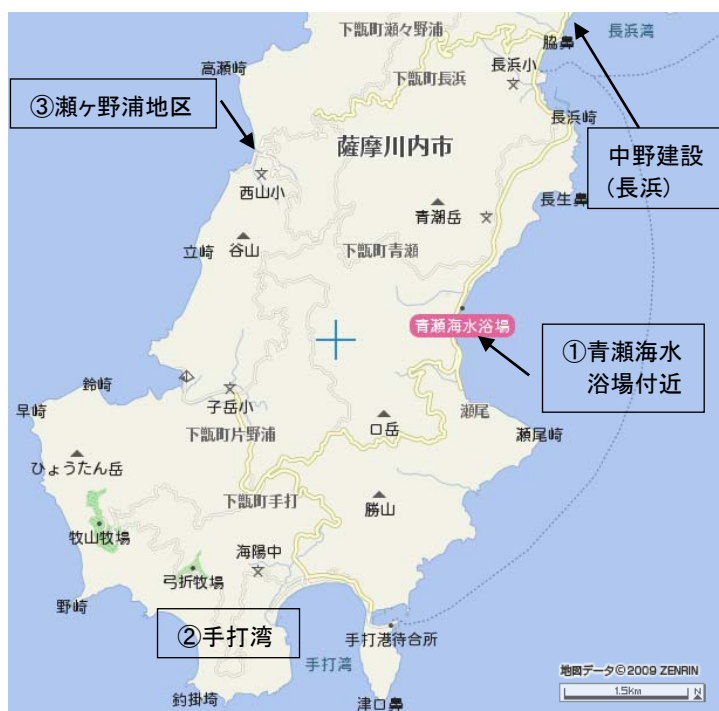 下甑町瀬々野浦
長浜湾
脇鼻
高瀬崎
長浜小
下甑町長浜
③瀬ヶ野浦地区
長浜崎
薩摩川内市
中野建設
(長浜)
西山小
長生鼻
青潮岳
谷山
立崎
下甑町青瀬
青瀬海水浴場
①青瀬海水
浴場付近
鈴崎
早崎
子岳小
瀬尾
口岳
下甑町片野浦
瀬尾崎
ひょうたん岳
下甑町手打
勝山
牧山牧場
海陽中
弓折牧場
野崎
②手打湾
手打港待合所
手打湾
地図データ©2009 ZENRIN
1.5Km
N
釣掛埼
津口鼻